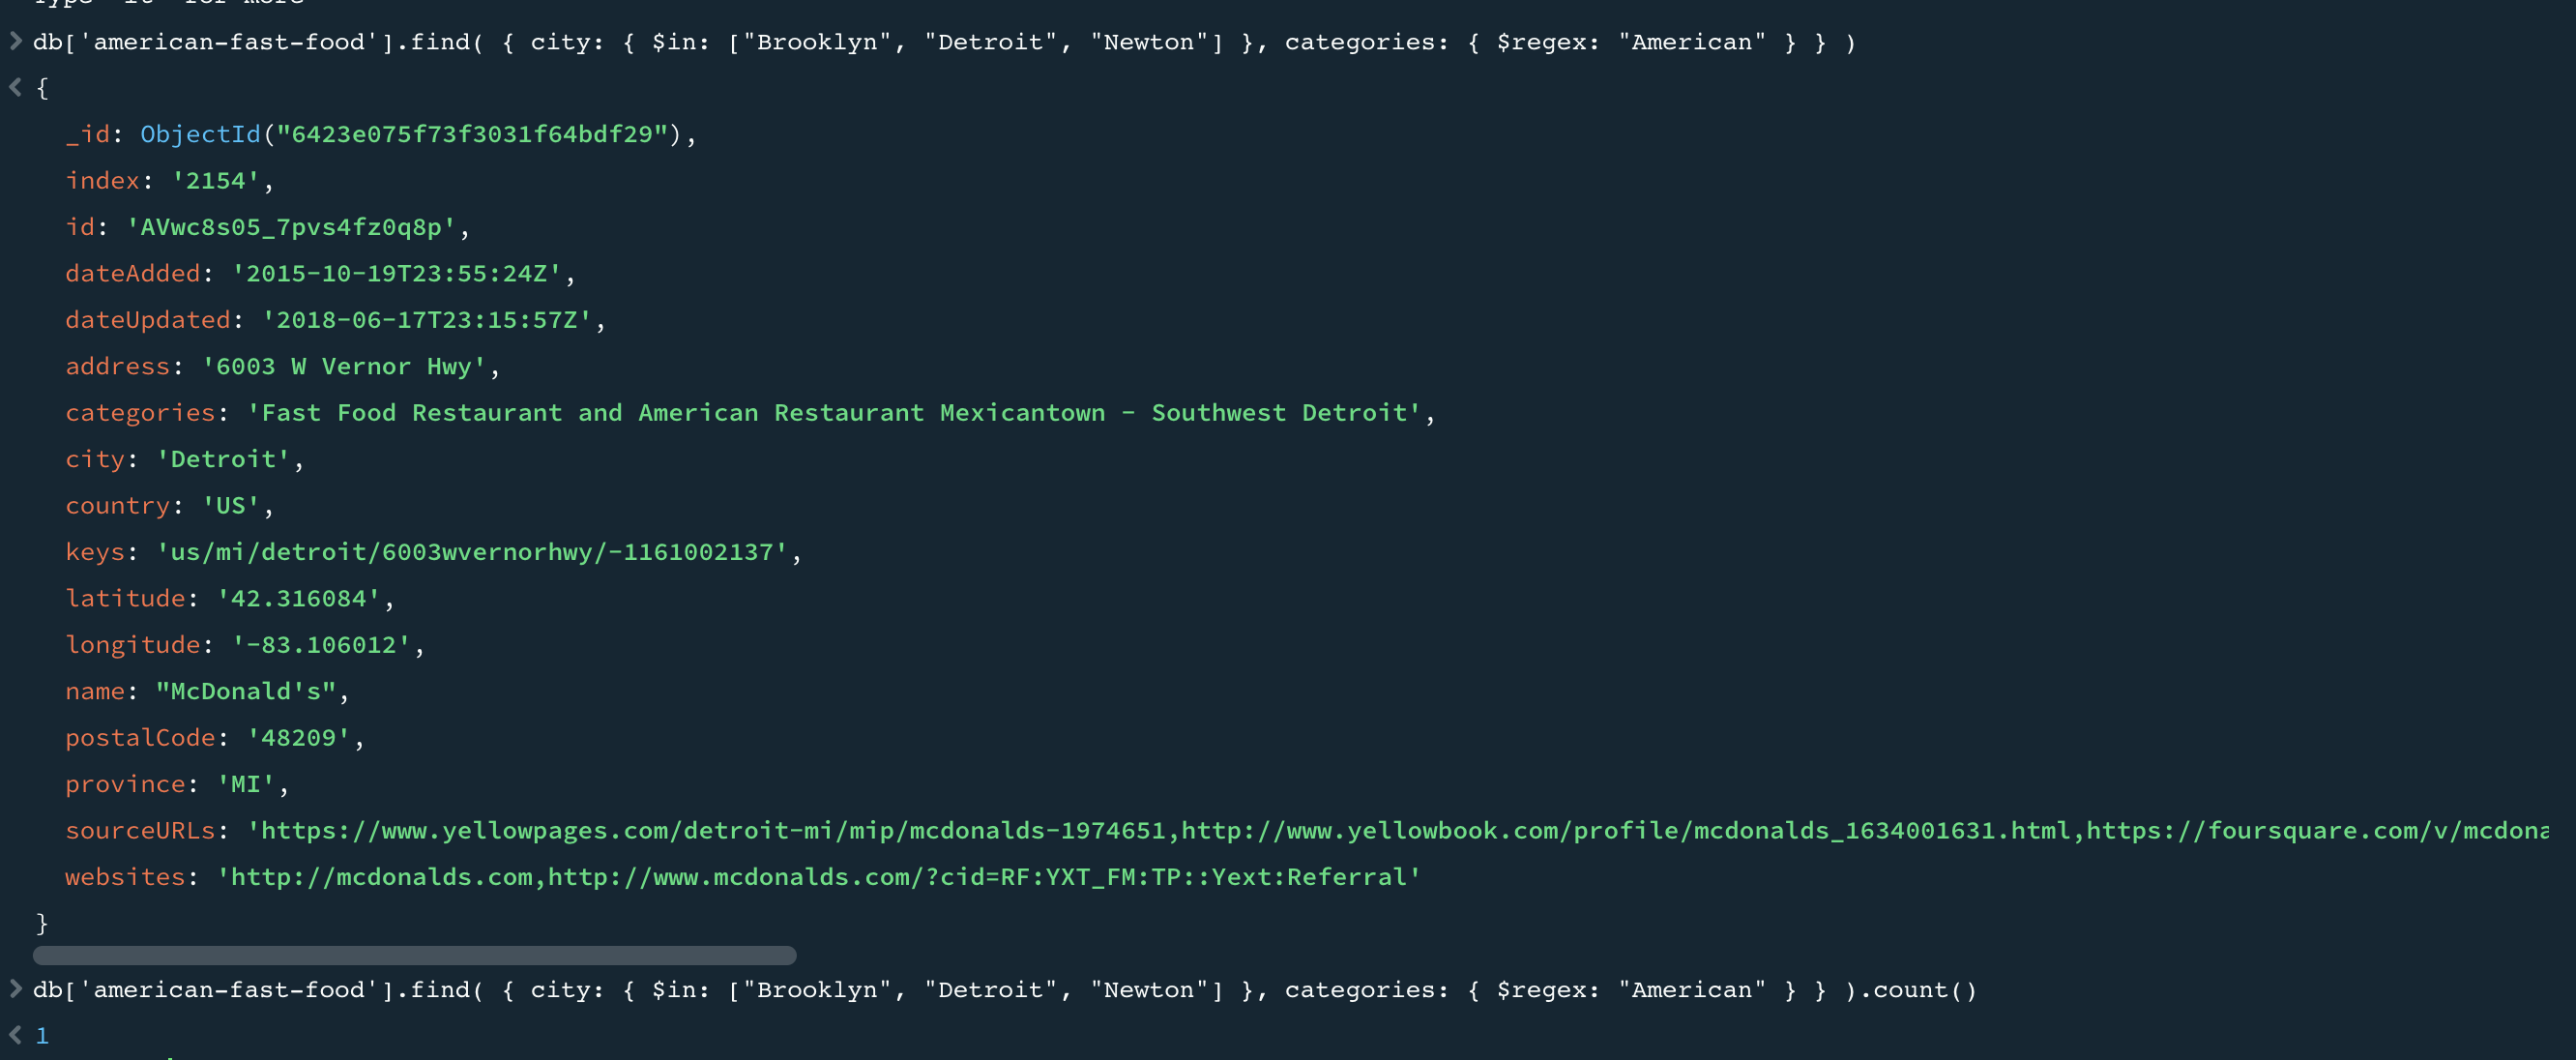 db['american-fast-food'].find( { city: { $in: ["Brooklyn", "Detroit", "Newton"] }, categories: { $regex: "American" } } )
{
_id: ObjectId("6423e075f73f3031f64bdf29"),
index: '2154',
id: 'AVwc8s05_7pvs4fz0q8p',
dateAdded: '2015-10-19T23:55:24Z',
dateUpdated: '2018-06-17T23:15:57Z',
address: '6003 W Vernor Hwy',
categories: 'Fast Food Restaurant and American Restaurant Mexicantown - Southwest Detroit',
city: 'Detroit',
country: 'US',
keys: 'us/mi/detroit/6003wvernorhwy/-1161002137',
latitude: '42.316084',
longitude: '-83.106012',
name: "McDonald's",
postalCode: '48209',
province: 'MI',
sourceURLs: 'https://www.yellowpages.com/detroit-mi/mip/mcdonalds-1974651,http://www.yellowbook.com/profile/mcdonalds_1634001631.html,https://foursquare.com/v/mcdona
websites: 'http://mcdonalds.com,http://www.mcdonalds.com/?cid=RF:YXT_FM:TP::Yext:Referral'
}
db['american-fast-food'].find( { city: { $in: ["Brooklyn", "Detroit", "Newton"] }, categories: { $regex: "American" } } ).count()
1